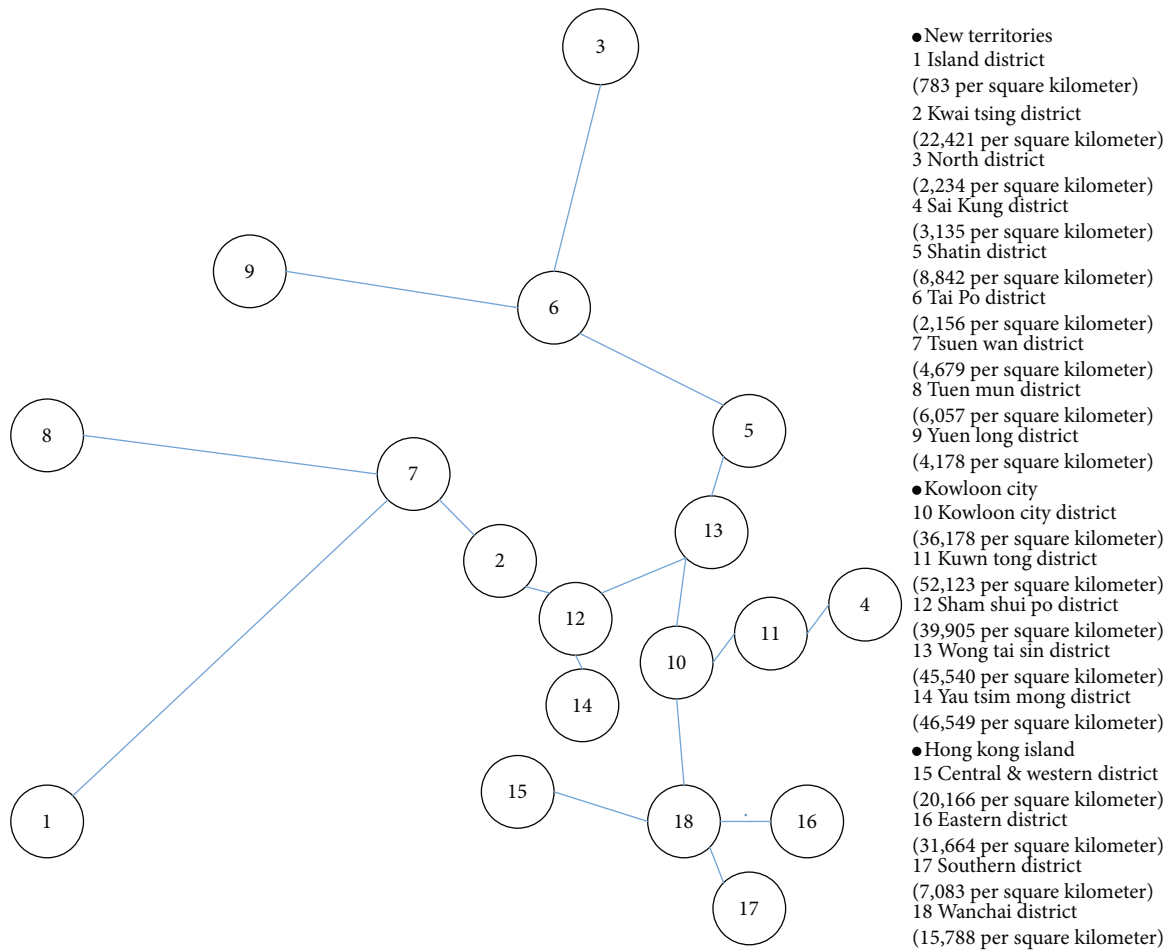 3
9
6
8
5
7
13
2
4
12
11
10
14
15
18
16
1
17
●New territories
1 Island district
(783 per square kilometer)
2 Kwai tsing district
(22,421 per square kilometer)
3 North district
(2,234 per square kilometer)
4 Sai Kung district
(3,135 per square kilometer)
5 Shatin district
(8,842 per square kilometer)
6 Tai Po district
(2,156 per square kilometer)
7 Tsuen wan district
(4,679 per square kilometer)
8 Tuen mun district
(6,057 per square kilometer)
9 Yuen long district
(4,178 per square kilometer)
●Kowloon city
10 Kowloon city district
(36,178 per square kilometer)
11 Kuwn tong district
(52,123 per square kilometer)
12 Sham shui po district
(39,905 per square kilometer)
13 Wong tai sin district
(45,540 per square kilometer)
14 Yau tsim mong district
(46,549 per square kilometer)
●Hong kong island
15 Central & western district
(20,166 per square kilometer)
16 Eastern district
(31,664 per square kilometer)
17 Southern district
(7,083 per square kilometer)
18 Wanchai district
(15,788 per square kilometer)